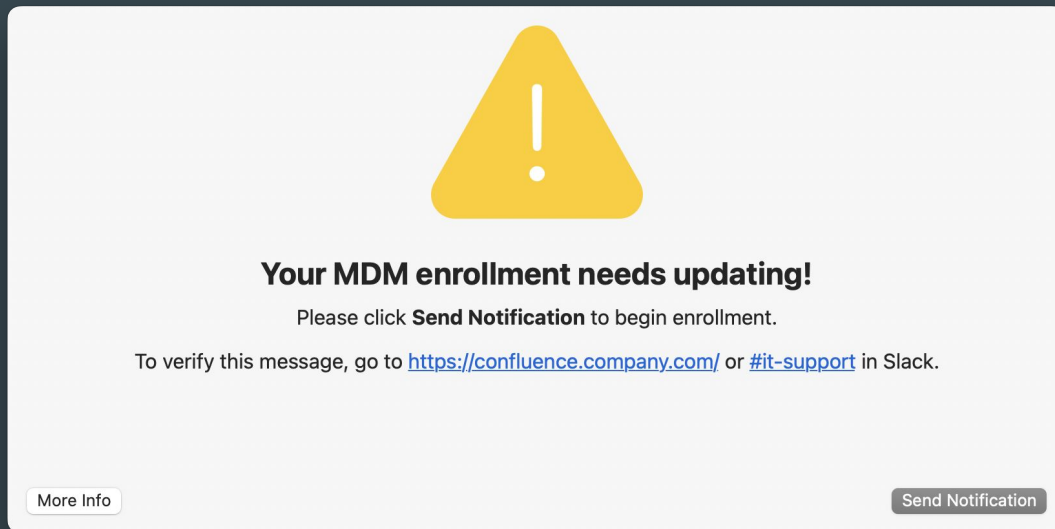 Your MDM enrollment needs updating!
Please click Send Notification to begin enrollment.
To verify this message, go to https://confluence.company.com/ or #it-support in Slack.
More Info
Send Notification